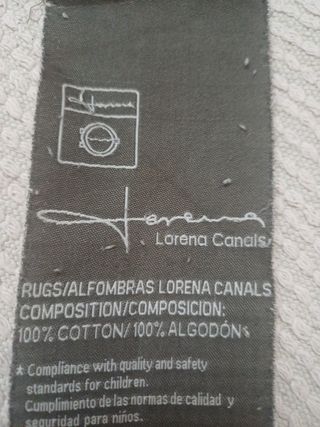 Lorena
Lorena
Lorena Canals
RUGS/ALFOMBRAS LORENA CANALS
COMPOSITION/COMPOSICION:
100% COTTON/100% ALGODÓN
* Compliance with quality and safety
standards for children.
Cumplimiento de las normas de calidad y
seguridad para niños.